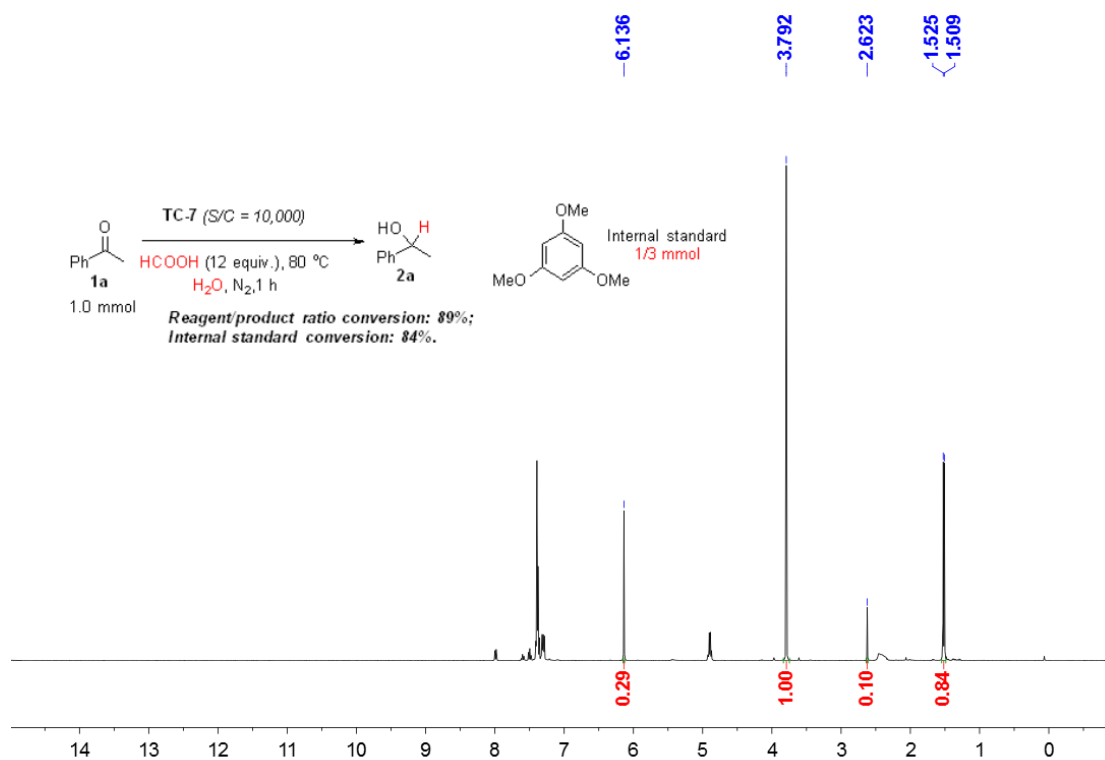 6.136
3.792
2.623
1.525
1.509
TC-7 (S/C = 10,000)
HCOOH (12 equiv.), 80 ºC
H₂O, N₂,1 h
O
Ph
1a
1.0 mmol
HO
H
Ph
2a
OMe
MeO
OMe
Internal standard
1/3 mmol
Reagent/product ratio conversion: 89%;
Internal standard conversion: 84%.
0.29
1.00
0.10
0.84
14 13 12 11 10 9 8 7 6 5 4 3 2 1 0